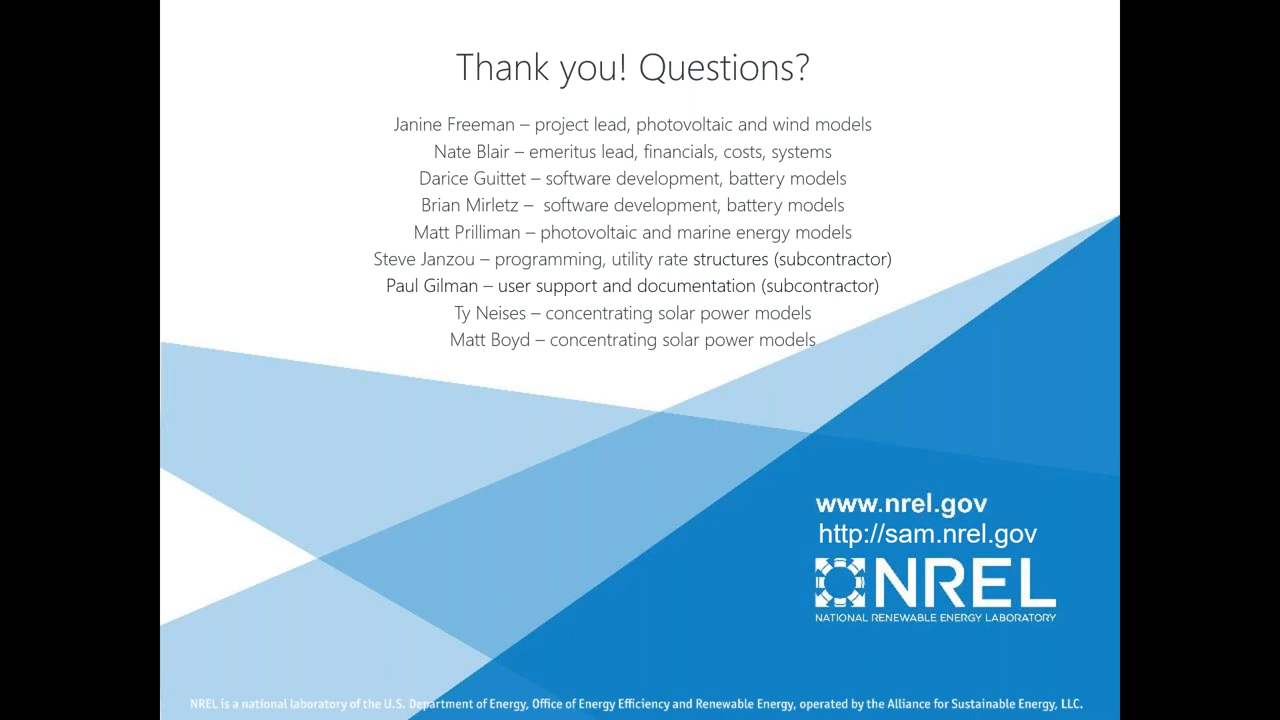 Thank you! Questions?
Janine Freeman – project lead, photovoltaic and wind models
Nate Blair – emeritus lead, financials, costs, systems
Darice Guittet – software development, battery models
Brian Mirletz –  software development, battery models
Matt Prilliman – photovoltaic and marine energy models
Steve Janzou – programming, utility rate structures (subcontractor)
Paul Gilman – user support and documentation (subcontractor)
Ty Neises – concentrating solar power models
Matt Boyd – concentrating solar power models
www.nrel.gov
http://sam.nrel.gov
NREL
NATIONAL RENEWABLE ENERGY LABORATORY
NREL is a national laboratory of the U.S. Department of Energy, Office of Energy Efficiency and Renewable Energy, operated by the Alliance for Sustainable Energy, LLC.